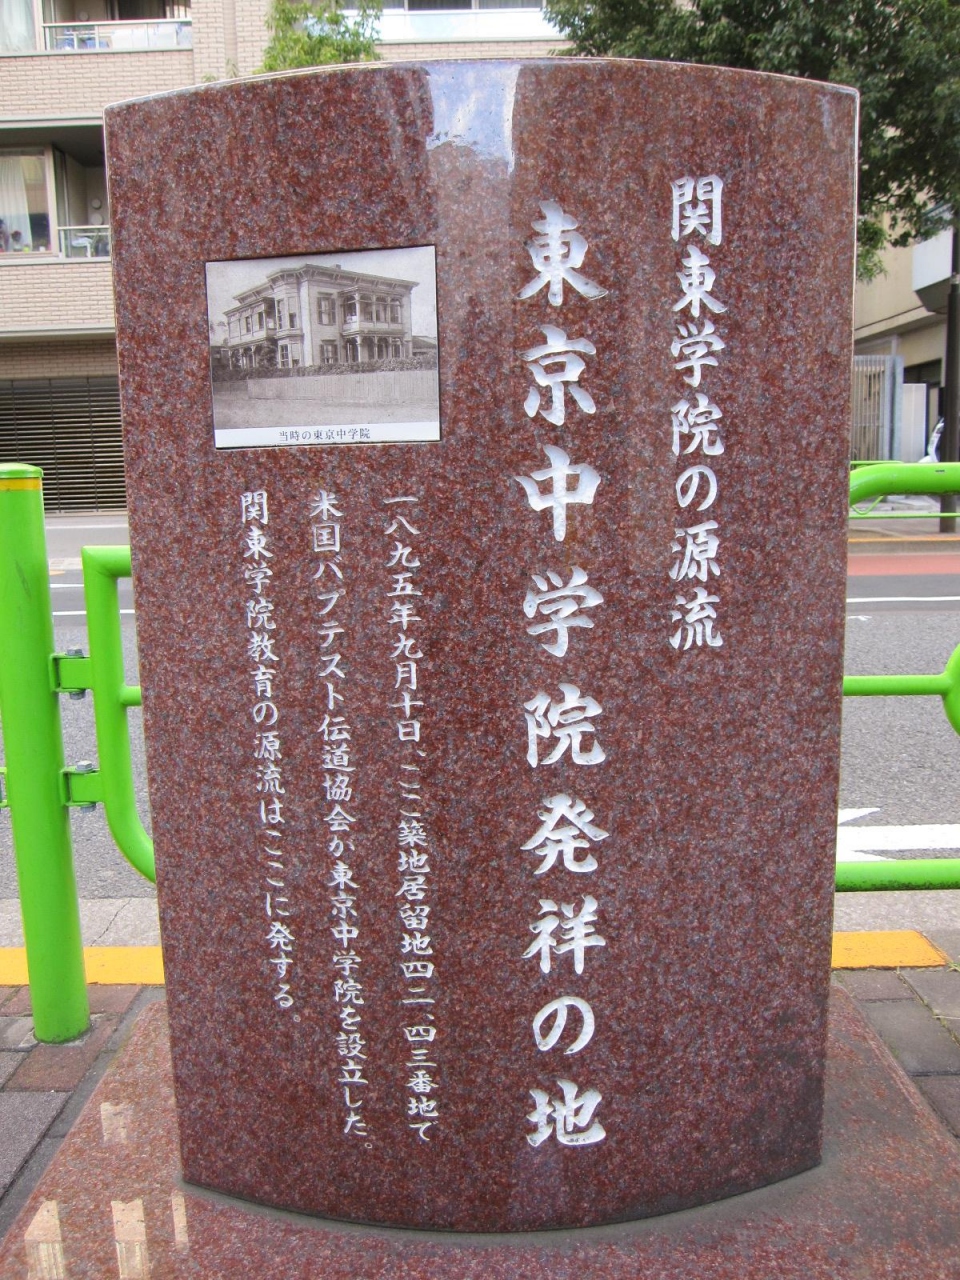 関東学院の源流
東京中学院発祥の地
当時の東京中学院
一八九五年九月十日、ここ築地居留地四二、四三番地で
米国バプテスト伝道協会が東京中学院を設立した。
関東学院教育の源流はここに発する。